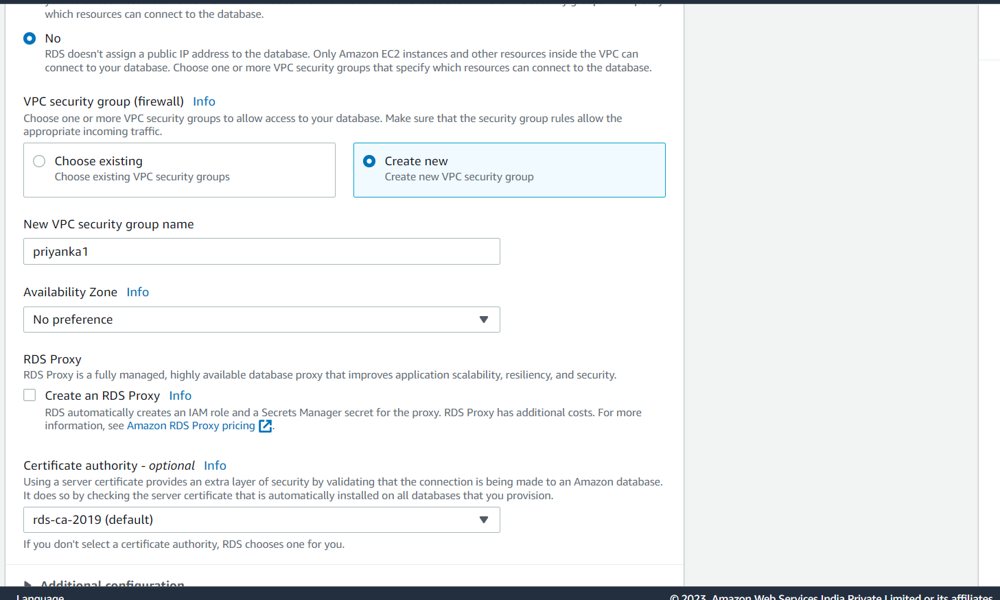 which resources can connect to the database.
No
RDS doesn't assign a public IP address to the database. Only Amazon EC2 instances and other resources inside the VPC can
connect to your database. Choose one or more VPC security groups that specify which resources can connect to the database.
VPC security group (firewall) Info
Choose one or more VPC security groups to allow access to your database. Make sure that the security group rules allow the
appropriate incoming traffic.
Choose existing
Choose existing VPC security groups
Create new
Create new VPC security group
New VPC security group name
priyanka1
Availability Zone Info
No preference
RDS Proxy
RDS Proxy is a fully managed, highly available database proxy that improves application scalability, resiliency, and security.
Create an RDS Proxy Info
RDS automatically creates an IAM role and a Secrets Manager secret for the proxy. RDS Proxy has additional costs. For more
information, see Amazon RDS Proxy pricing.
Certificate authority - optional Info
Using a server certificate provides an extra layer of security by validating that the connection is being made to an Amazon database.
It does so by checking the server certificate that is automatically installed on all databases that you provision.
rds-ca-2019 (default)
If you don't select a certificate authority, RDS chooses one for you.
Additional configuration
Language
© 2023, Amazon Web Services India Private Limited or its affiliates.